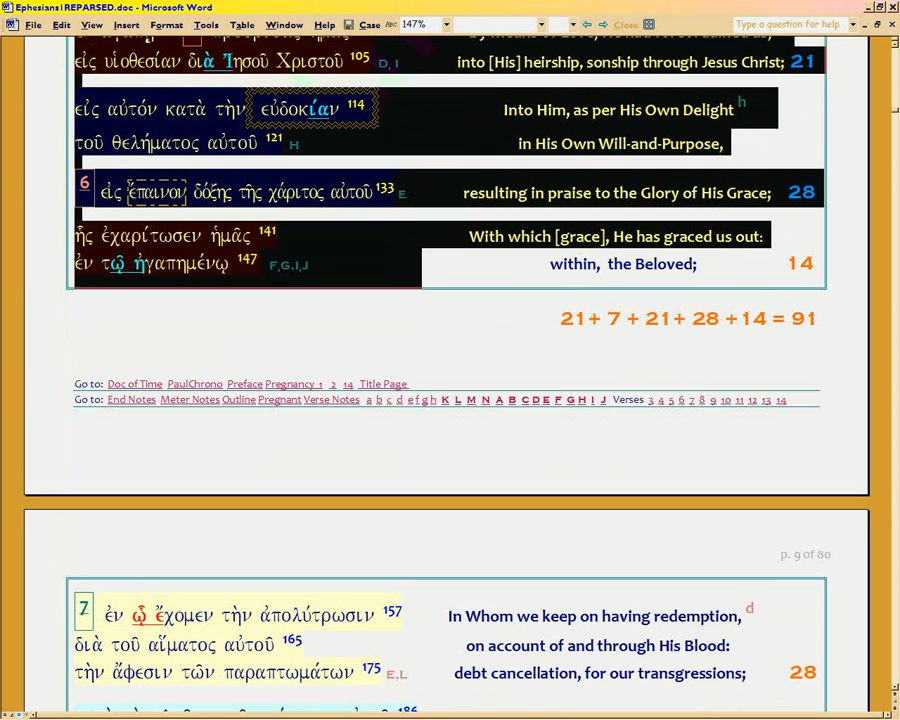 Ephesians1REPARSED.doc - Microsoft Word
File Edit View Insert Format Tools Table Window Help Case Abc 147% Close Type a question for help
εἰς υἱοθεσίαν διὰ Ἰησοῦ Χριστοῦ 105 D, I into [His] heirship, sonship through Jesus Christ; 21
εἰς αὐτόν κατὰ τὴν εὐδοκίαν 114 Into Him, as per His Own Delight h
τοῦ θελήματος αὐτοῦ 121 H in His Own Will-and-Purpose,
6 εἰς ἔπαινον δόξης τῆς χάριτος αὐτοῦ 133 E resulting in praise to the Glory of His Grace; 28
ἧς ἐχαρίτωσεν ἡμᾶς 141 With which [grace], He has graced us out:
ἐν τῷ ἠγαπημένῳ 147 F,G,I,J within, the Beloved; 14
21+ 7 + 21+ 28 +14 = 91
Go to: Doc of Time PaulChrono Preface Pregnancy 1 2 14 Title Page
Go to: End Notes Meter Notes Outline Pregnant Verse Notes a b c d e f g h K L M N A B C D E F G H I J Verses 3 4 5 6 7 8 9 10 11 12 13 14
p. 9 of 80
7 ἐν ᾧ ἔχομεν τὴν ἀπολύτρωσιν 157 In Whom we keep on having redemption, d
διὰ τοῦ αἵματος αὐτοῦ 165 on account of and through His Blood:
τὴν ἄφεσιν τῶν παραπτωμάτων 175 E,L debt cancellation, for our transgressions; 28
186